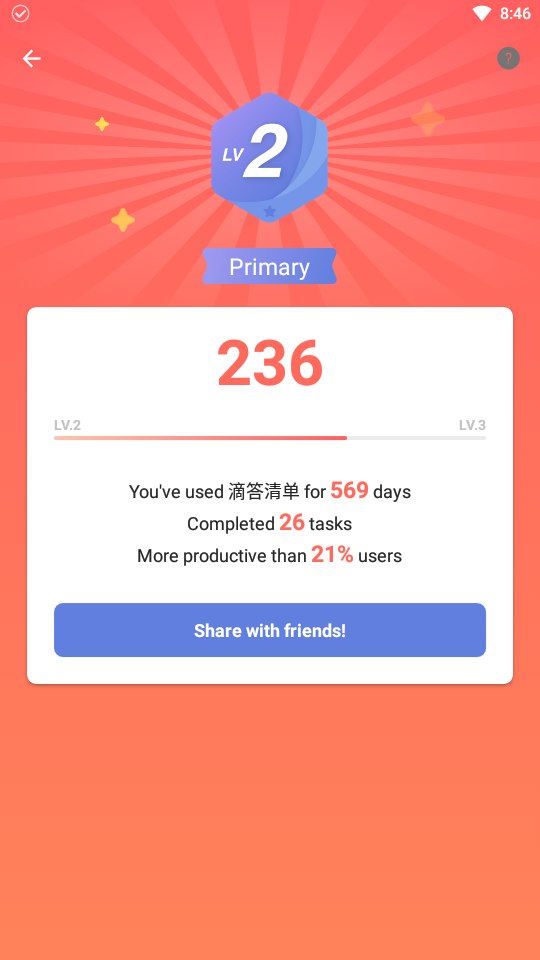 8:46
?
LV 2
Primary
236
LV.2 LV.3
You've used 滴答清单 for 569 days
Completed 26 tasks
More productive than 21% users
Share with friends!